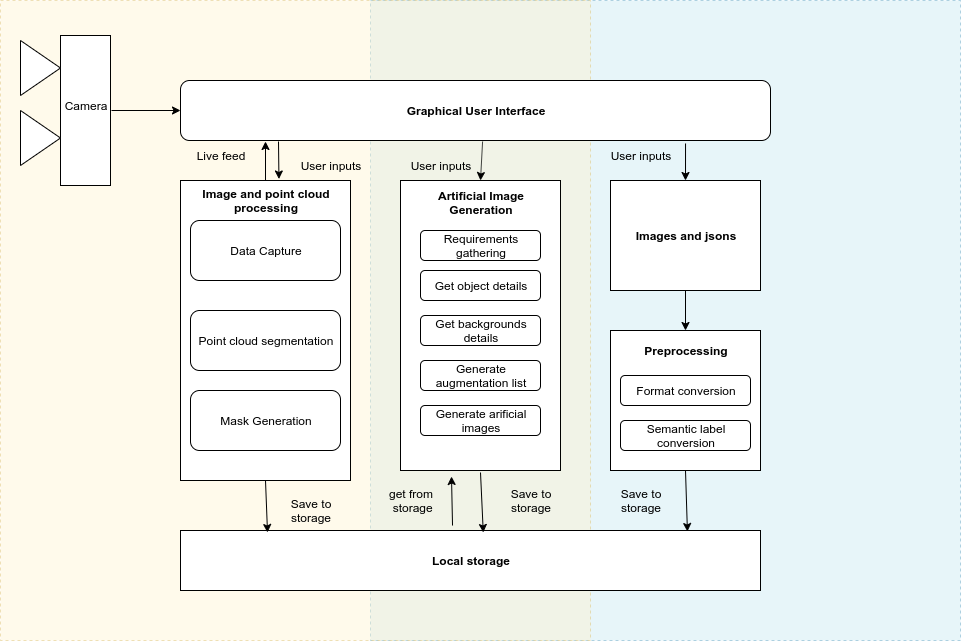 Camera
Graphical User Interface
Live feed
User inputs
User inputs
User inputs
Image and point cloud
processing
Data Capture
Point cloud segmentation
Mask Generation
Artificial Image
Generation
Requirements
gathering
Get object details
Get backgrounds
details
Generate
augmentation list
Generate arificial
images
Images and jsons
Preprocessing
Format conversion
Semantic label
conversion
Save to
storage
get from
storage
Save to
storage
Save to
storage
Local storage